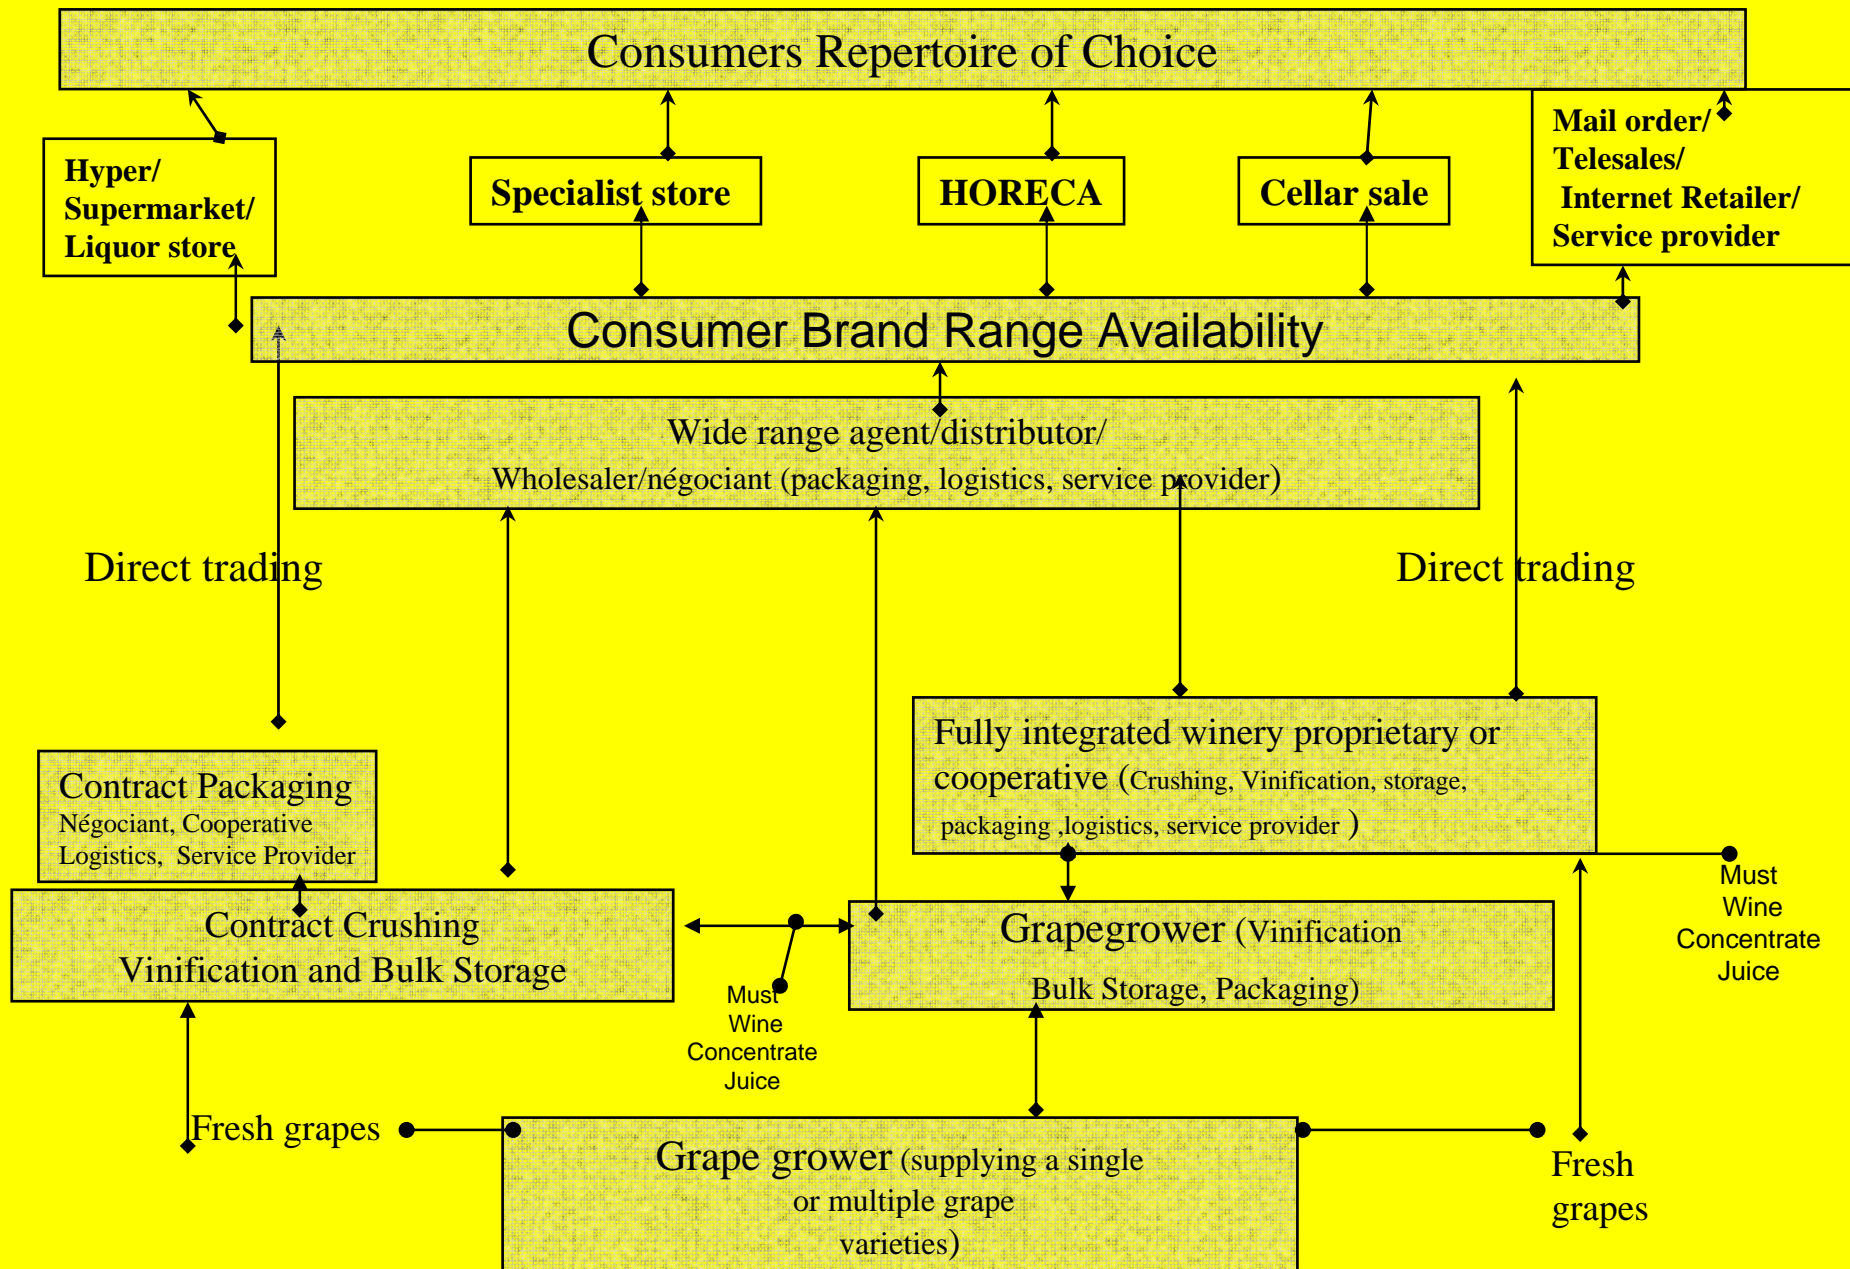 Consumers Repertoire of Choice
Hyper/
Supermarket/
Liquor store
Specialist store
HORECA
Cellar sale
Mail order/
Telesales/
Internet Retailer/
Service provider
Consumer Brand Range Availability
Wide range agent/distributor/
Wholesaler/négociant (packaging, logistics, service provider)
Direct trading
Direct trading
Fully integrated winery proprietary or
cooperative (Crushing, Vinification, storage,
packaging ,logistics, service provider )
Contract Packaging
Négociant, Cooperative
Logistics, Service Provider
Contract Crushing
Vinification and Bulk Storage
Must
Wine
Concentrate
Juice
Grapegrower (Vinification
Bulk Storage, Packaging)
Must
Wine
Concentrate
Juice
Fresh grapes
Grape grower (supplying a single
or multiple grape
varieties)
Fresh
grapes